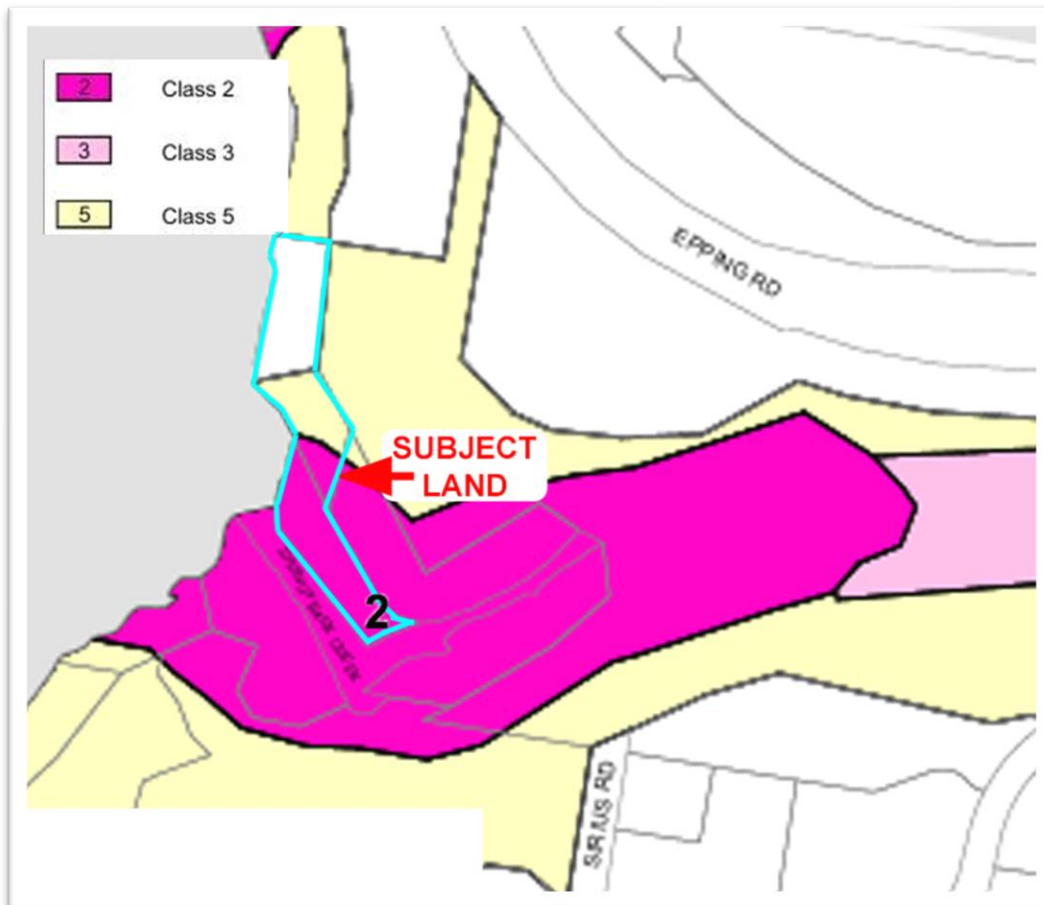 2 Class 2
3 Class 3
5 Class 5
EPPING RD
SUBJECT
LAND
2
SIRIUS RD